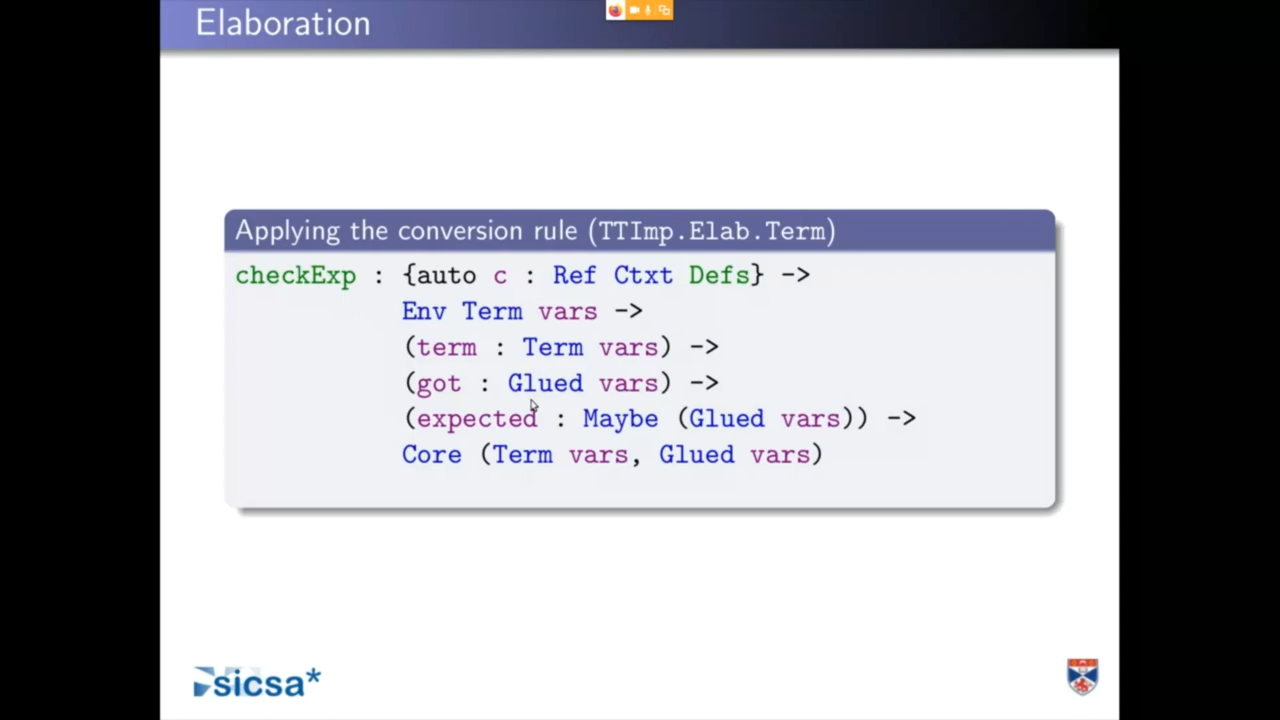 Elaboration
Applying the conversion rule (TTImp.Elab.Term)
checkExp : {auto c : Ref Ctxt Defs} ->
Env Term vars ->
(term : Term vars) ->
(got : Glued vars) ->
(expected : Maybe (Glued vars)) ->
Core (Term vars, Glued vars)
sicsa*